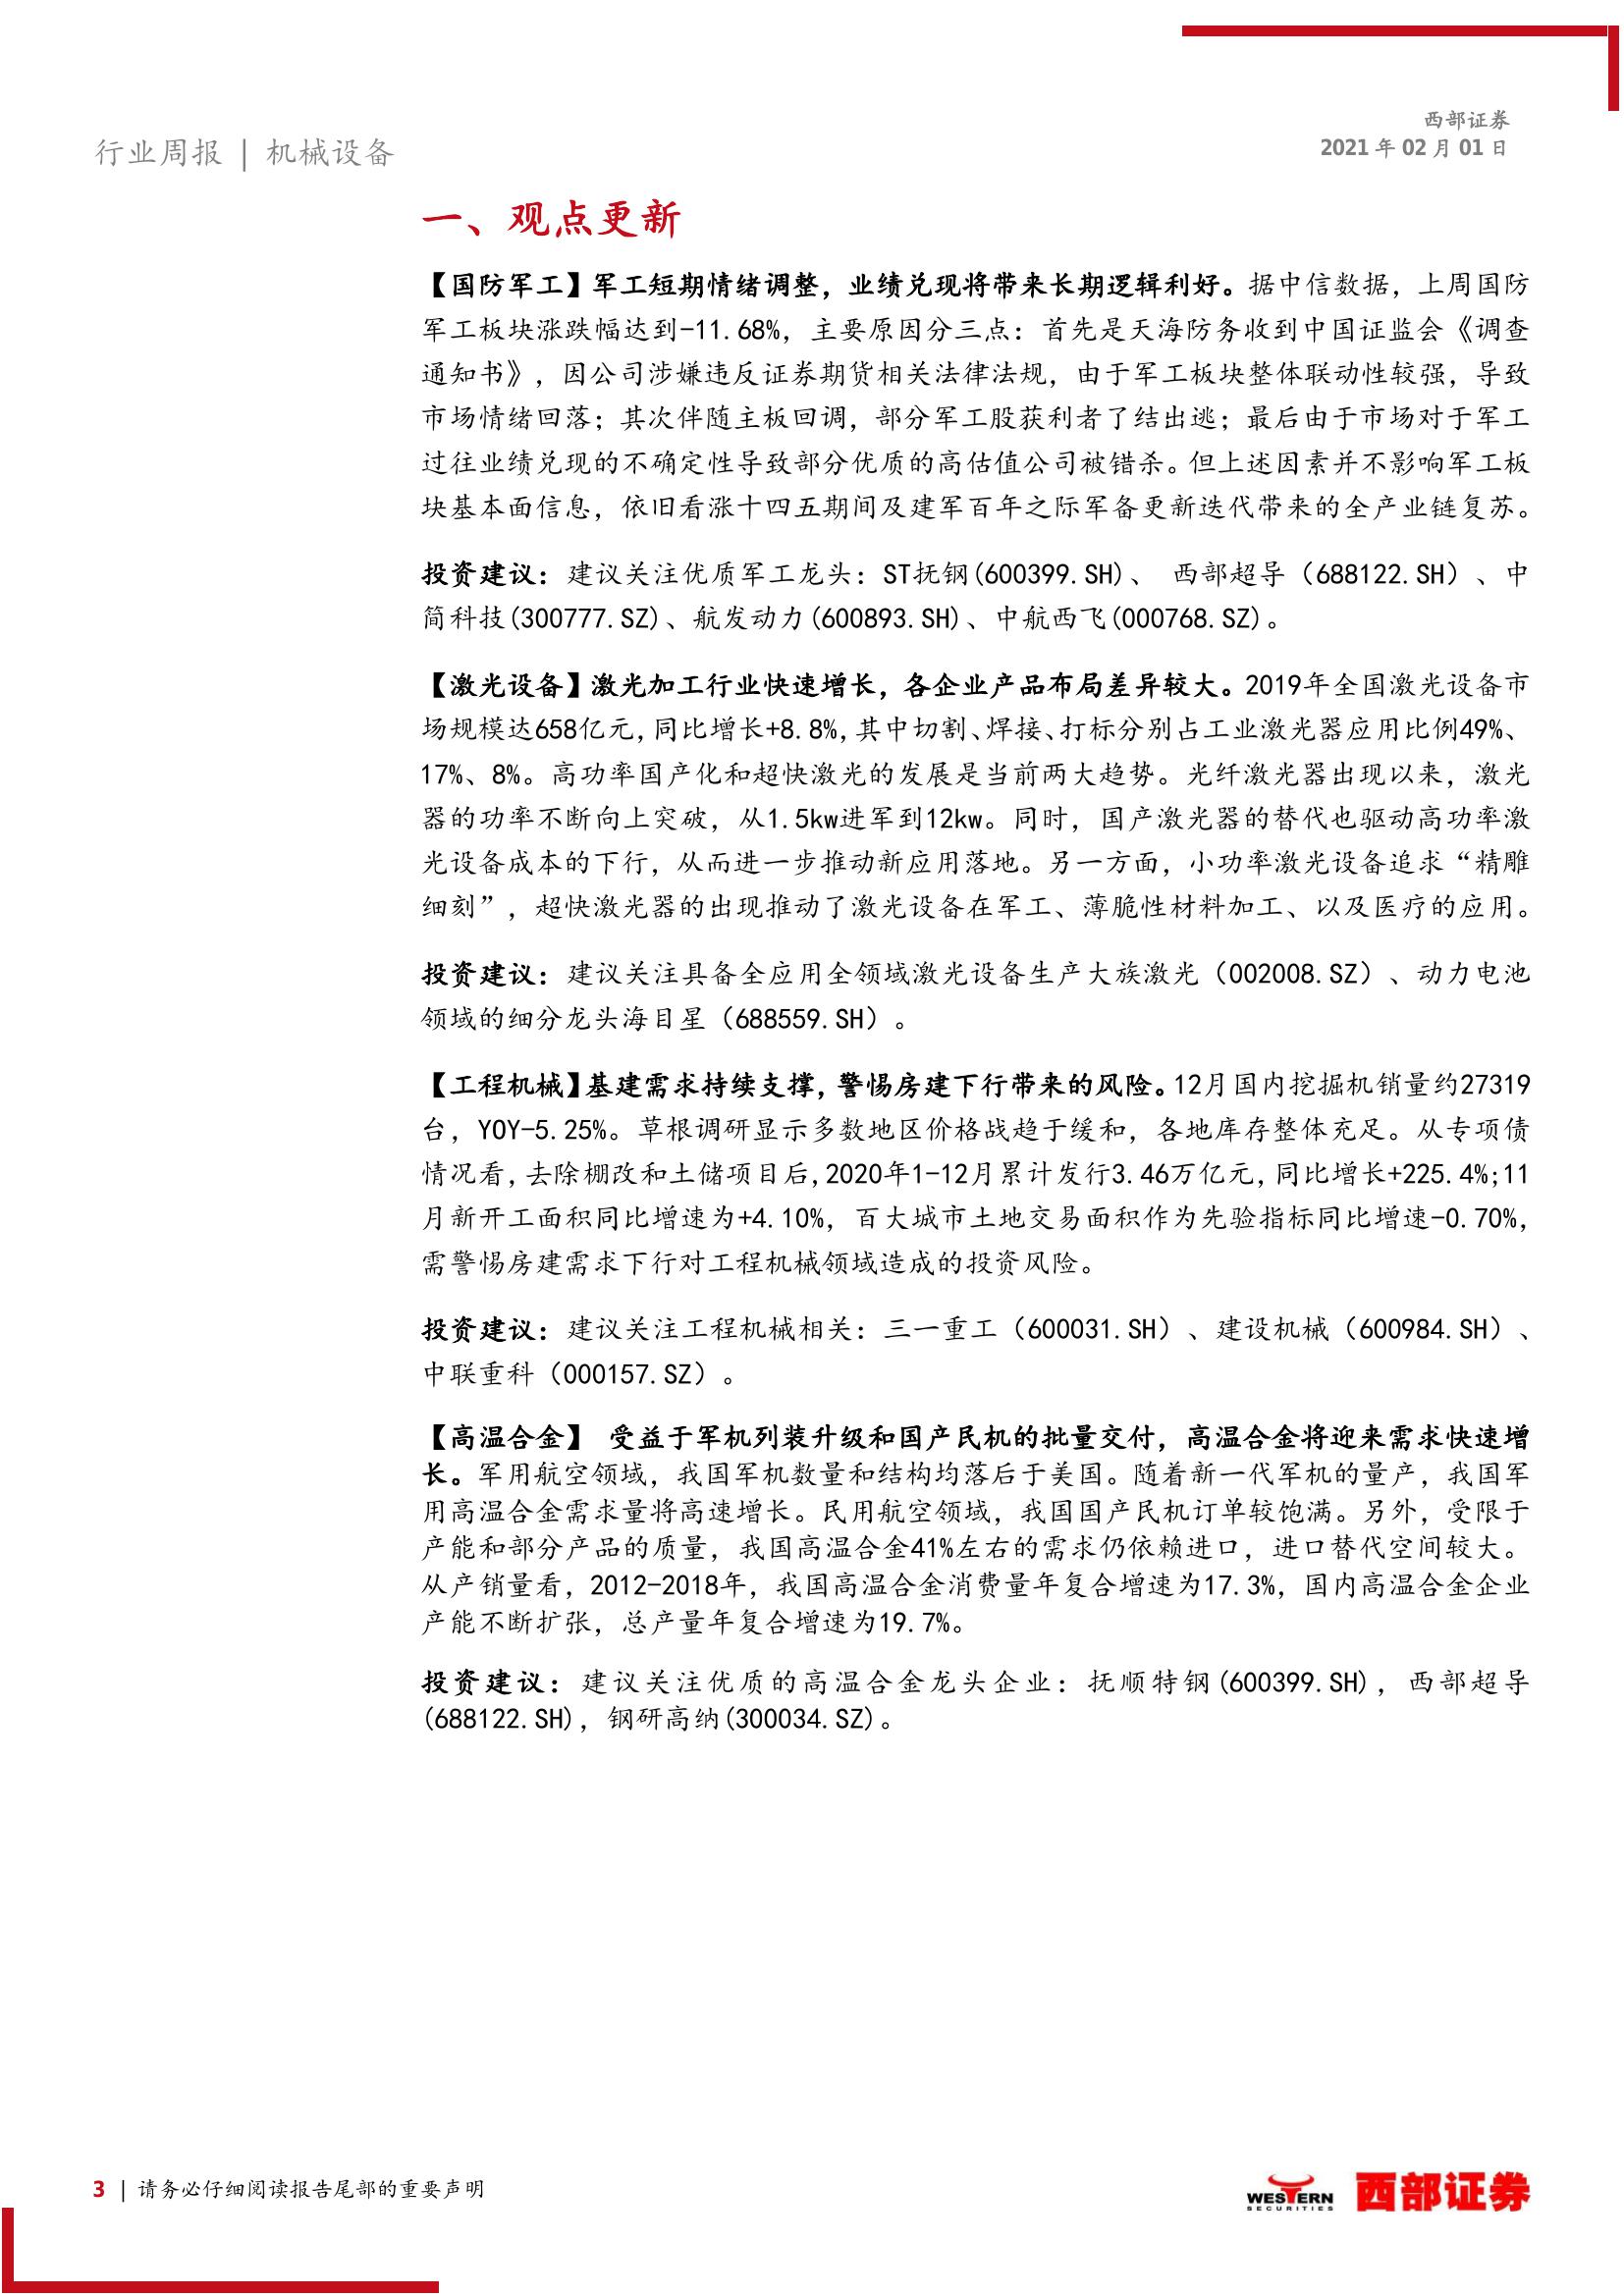 西部证券
2021 年 02 月 01 日
行业周报 | 机械设备
一、观点更新
【国防军工】军工短期情绪调整，业绩兑现将带来长期逻辑利好。据中信数据，上周国防
军工板块涨跌幅达到-11.68%，主要原因分三点：首先是天海防务收到中国证监会《调查
通知书》，因公司涉嫌违反证券期货相关法律法规，由于军工板块整体联动性较强，导致
市场情绪回落；其次伴随主板回调，部分军工股获利者了结出逃；最后由于市场对于军工
过往业绩兑现的不确定性导致部分优质的高估值公司被错杀。但上述因素并不影响军工板
块基本面信息，依旧看涨十四五期间及建军百年之际军备更新迭代带来的全产业链复苏。
投资建议：建议关注优质军工龙头：ST抚钢(600399.SH)、 西部超导（688122.SH）、中
简科技(300777.SZ)、航发动力(600893.SH)、中航西飞(000768.SZ)。
【激光设备】激光加工行业快速增长，各企业产品布局差异较大。2019年全国激光设备市
场规模达658亿元，同比增长+8.8%，其中切割、焊接、打标分别占工业激光器应用比例49%、
17%、8%。高功率国产化和超快激光的发展是当前两大趋势。光纤激光器出现以来，激光
器的功率不断向上突破，从1.5kw进军到12kw。同时，国产激光器的替代也驱动高功率激
光设备成本的下行，从而进一步推动新应用落地。另一方面，小功率激光设备追求“精雕
细刻”，超快激光器的出现推动了激光设备在军工、薄脆性材料加工、以及医疗的应用。
投资建议：建议关注具备全应用全领域激光设备生产大族激光（002008.SZ）、动力电池
领域的细分龙头海目星（688559.SH）。
【工程机械】基建需求持续支撑，警惕房建下行带来的风险。12月国内挖掘机销量约27319
台，YOY-5.25%。草根调研显示多数地区价格战趋于缓和，各地库存整体充足。从专项债
情况看，去除棚改和土储项目后，2020年1-12月累计发行3.46万亿元，同比增长+225.4%;11
月新开工面积同比增速为+4.10%，百大城市土地交易面积作为先验指标同比增速-0.70%，
需警惕房建需求下行对工程机械领域造成的投资风险。
投资建议：建议关注工程机械相关：三一重工（600031.SH）、建设机械（600984.SH）、
中联重科（000157.SZ）。
【高温合金】 受益于军机列装升级和国产民机的批量交付，高温合金将迎来需求快速增
长。军用航空领域，我国军机数量和结构均落后于美国。随着新一代军机的量产，我国军
用高温合金需求量将高速增长。民用航空领域，我国国产民机订单较饱满。另外，受限于
产能和部分产品的质量，我国高温合金41%左右的需求仍依赖进口，进口替代空间较大。
从产销量看，2012-2018年，我国高温合金消费量年复合增速为17.3%，国内高温合金企业
产能不断扩张，总产量年复合增速为19.7%。
投资建议：建议关注优质的高温合金龙头企业：抚顺特钢(600399.SH)，西部超导
(688122.SH)，钢研高纳(300034.SZ)。
3 | 请务必仔细阅读报告尾部的重要声明
WESTERN
SECURITIES
西部证券